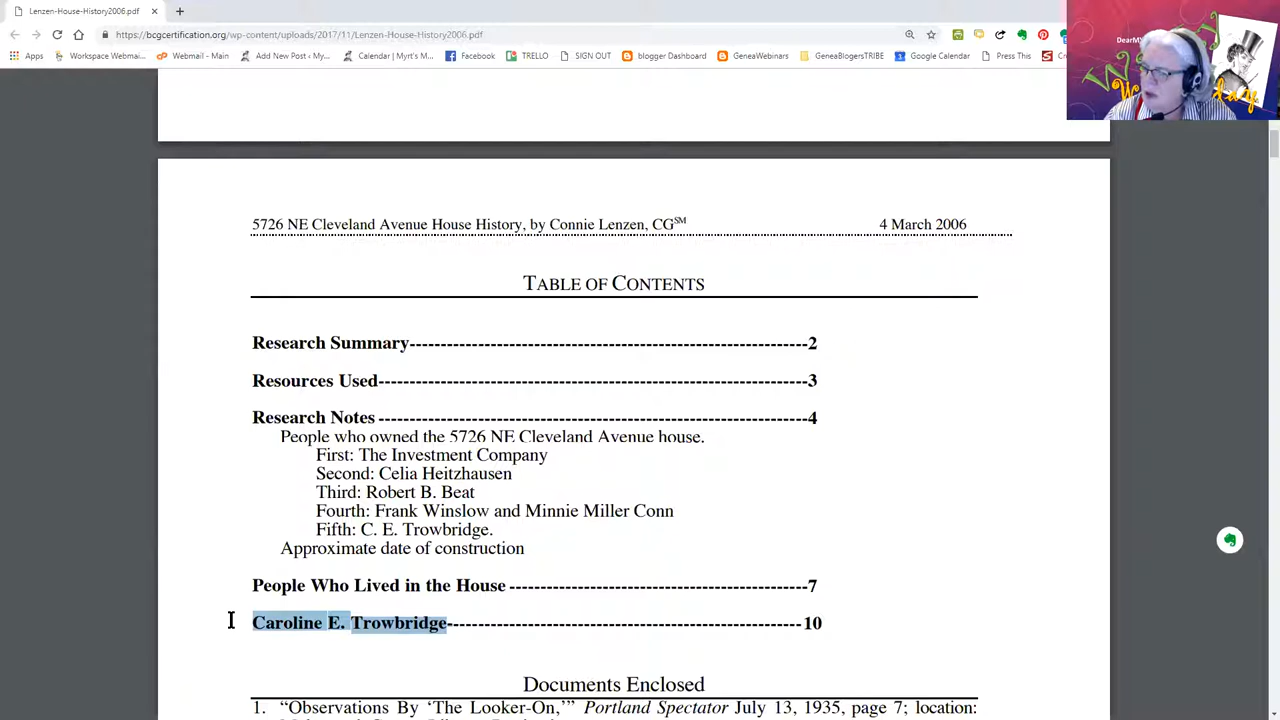 Lenzen-House-History2006.pdf
https://bcgcertification.org/wp-content/uploads/2017/11/Lenzen-House-History2006.pdf
Apps Workspace Webmai... Webmail - Main Add New Post ‹ My... Calendar | Myrt's M... Facebook TRELLO SIGN OUT blogger Dashboard GeneaWebinars GeneaBloggersTRIBE Google Calendar Press This
DearMY
5726 NE Cleveland Avenue House History, by Connie Lenzen, CG℠ 4 March 2006
TABLE OF CONTENTS
Research Summary-----------------------------------------------------------------2
Resources Used----------------------------------------------------------------------3
Research Notes ----------------------------------------------------------------------4
People who owned the 5726 NE Cleveland Avenue house.
First: The Investment Company
Second: Celia Heitzhausen
Third: Robert B. Beat
Fourth: Frank Winslow and Minnie Miller Conn
Fifth: C. E. Trowbridge.
Approximate date of construction
People Who Lived in the House ------------------------------------------------7
Caroline E. Trowbridge----------------------------------------------------------10
Documents Enclosed
1. “Observations By ‘The Looker-On,’” Portland Spectator July 13, 1935, page 7; location: